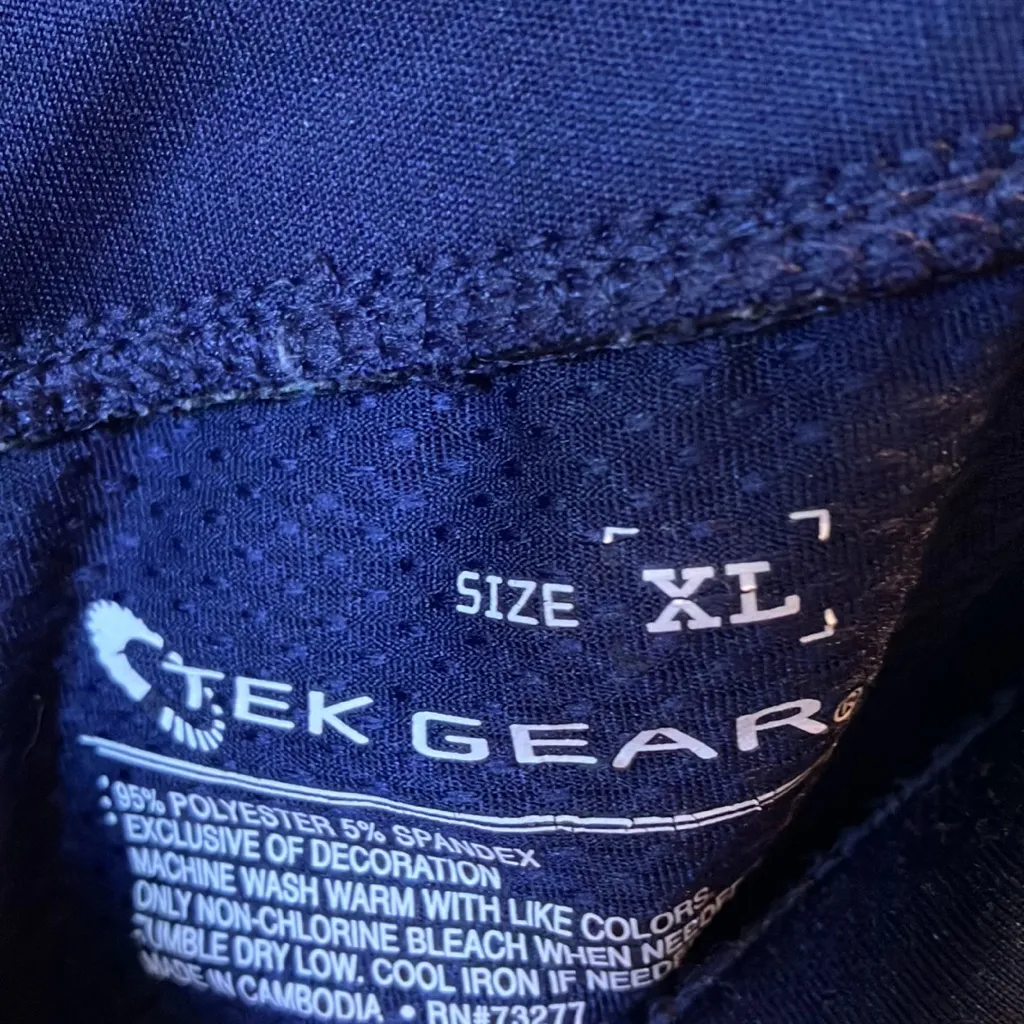 SIZE XL
TEK GEAR®
95% POLYESTER 5% SPANDEX
EXCLUSIVE OF DECORATION
MACHINE WASH WARM WITH LIKE COLORS.
ONLY NON-CHLORINE BLEACH WHEN
TUMBLE DRY LOW. COOL IRON IF
MADE IN CAMBODIA • RN#73277